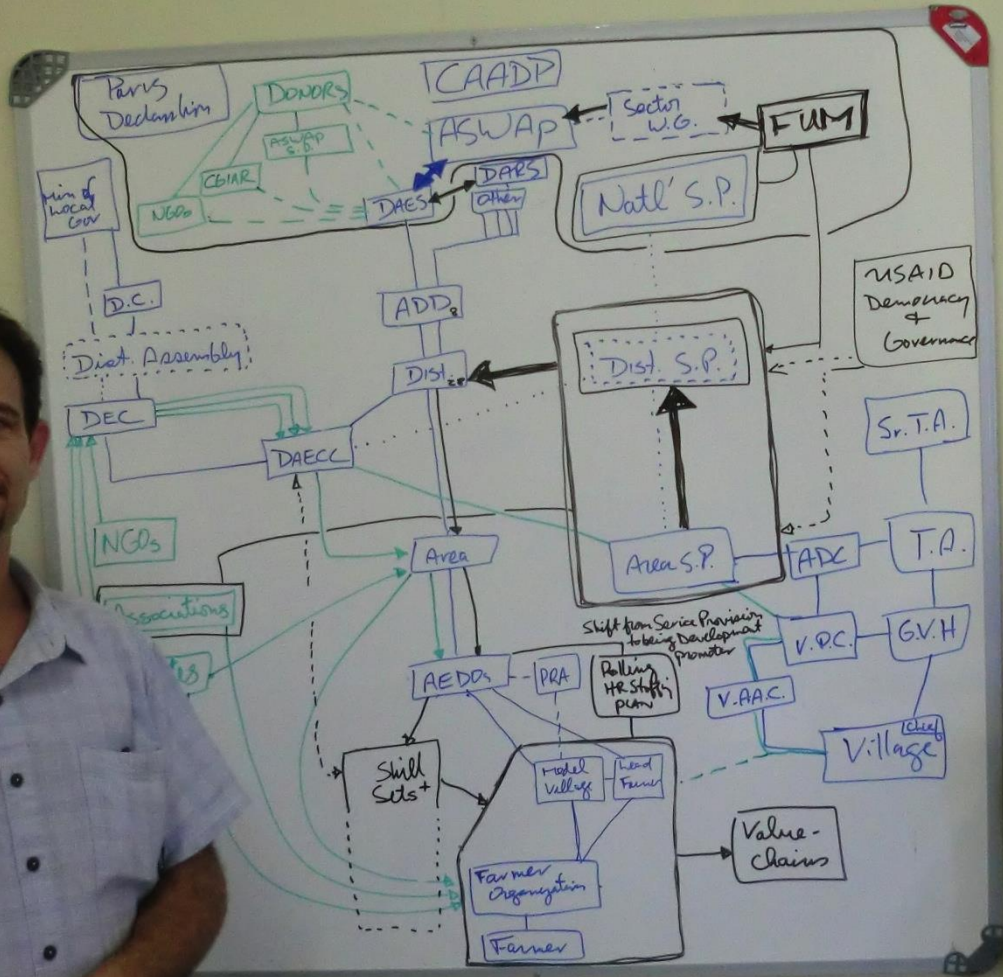 Paris
Declaration
DONORS
ASWAp
S.G.
CGIAR
NGOs
CAADP
ASWAp
Sector
W.G.
FUM
DARS
Other
DAES
Natl' S.P.
Min of
Local
Gov
D.C.
Dist. Assembly
DEC
DAECC
ADD8
Dist.28
Dist. S.P.
USAID
Democracy
&
Governance
Sr. T.A.
T.A.
NGOs
Associations
Area
Area S.P.
ADC
G.V.H
V.D.C.
Shift from Service Provision
to being Development
promoter
AEDOs
PRA
Rolling
HR Staffing
PLAN
V.A.A.C.
Chief
Village
Skill
Sets+
Model
Village
Lead
Farmer
Value-
Chains
Farmer
Organization
Farmer